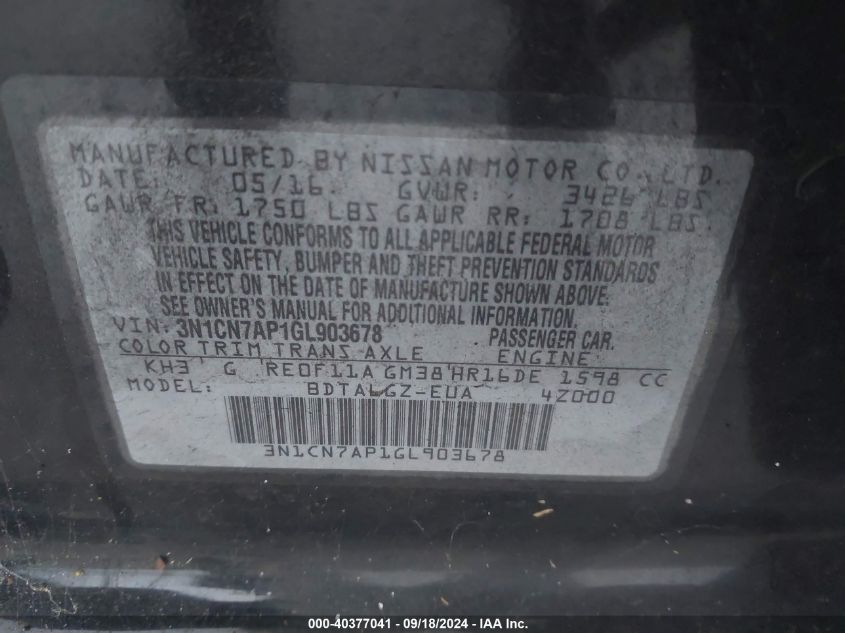 MANUFACTURED BY NISSAN MOTOR CO., LTD.
DATE: 05/16 GVWR: 3426 LBS
GAWR FR: 1750 LBS GAWR RR: 1708 LBS
THIS VEHICLE CONFORMS TO ALL APPLICABLE FEDERAL MOTOR
VEHICLE SAFETY, BUMPER AND THEFT PREVENTION STANDARDS
IN EFFECT ON THE DATE OF MANUFACTURE SHOWN ABOVE.
SEE OWNER'S MANUAL FOR ADDITIONAL INFORMATION.
VIN: 3N1CN7AP1GL903678 PASSENGER CAR.
COLOR TRIM TRANS AXLE ENGINE
KH3 G RE0F11A GM38 HR16DE 1598 CC
MODEL: BDTALGZ-EUA 4Z000
3N1CN7AP1GL903678
000-40377041 - 09/18/2024 - IAA Inc.